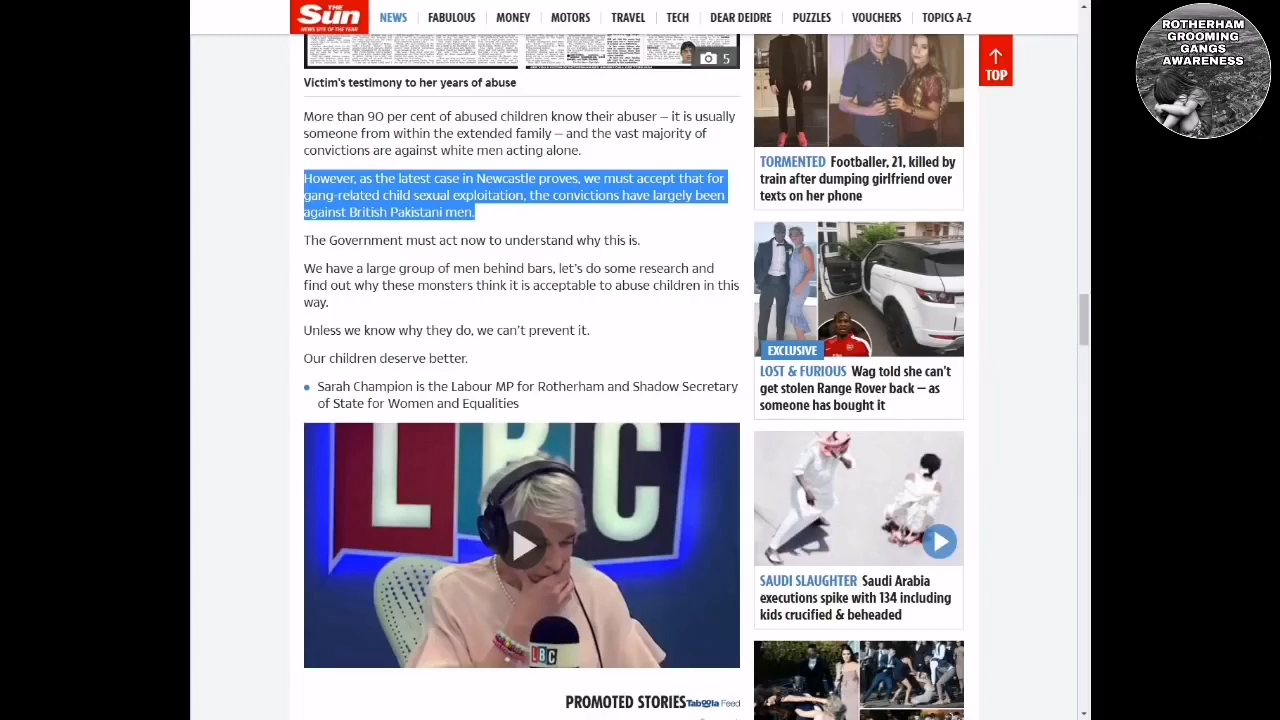 THE
Sun
NEWS SITE OF THE YEAR
NEWS
FABULOUS
MONEY
MOTORS
TRAVEL
TECH
DEAR DEIDRE
PUZZLES
VOUCHERS
TOPICS A-Z
ROTHERHAM
GROOMING
GANGS
AWARENESS
TOP
5
Victim's testimony to her years of abuse
More than 90 per cent of abused children know their abuser – it is usually
someone from within the extended family – and the vast majority of
convictions are against white men acting alone.
However, as the latest case in Newcastle proves, we must accept that for
gang-related child sexual exploitation, the convictions have largely been
against British Pakistani men.
The Government must act now to understand why this is.
We have a large group of men behind bars, let's do some research and
find out why these monsters think it is acceptable to abuse children in this
way.
Unless we know why they do, we can't prevent it.
Our children deserve better.
Sarah Champion is the Labour MP for Rotherham and Shadow Secretary
of State for Women and Equalities
LBC
LBC
PROMOTED STORIES
Taboola Feed
TORMENTED Footballer, 21, killed by
train after dumping girlfriend over
texts on her phone
EXCLUSIVE
LOST & FURIOUS Wag told she can't
get stolen Range Rover back – as
someone has bought it
SAUDI SLAUGHTER Saudi Arabia
executions spike with 134 including
kids crucified & beheaded